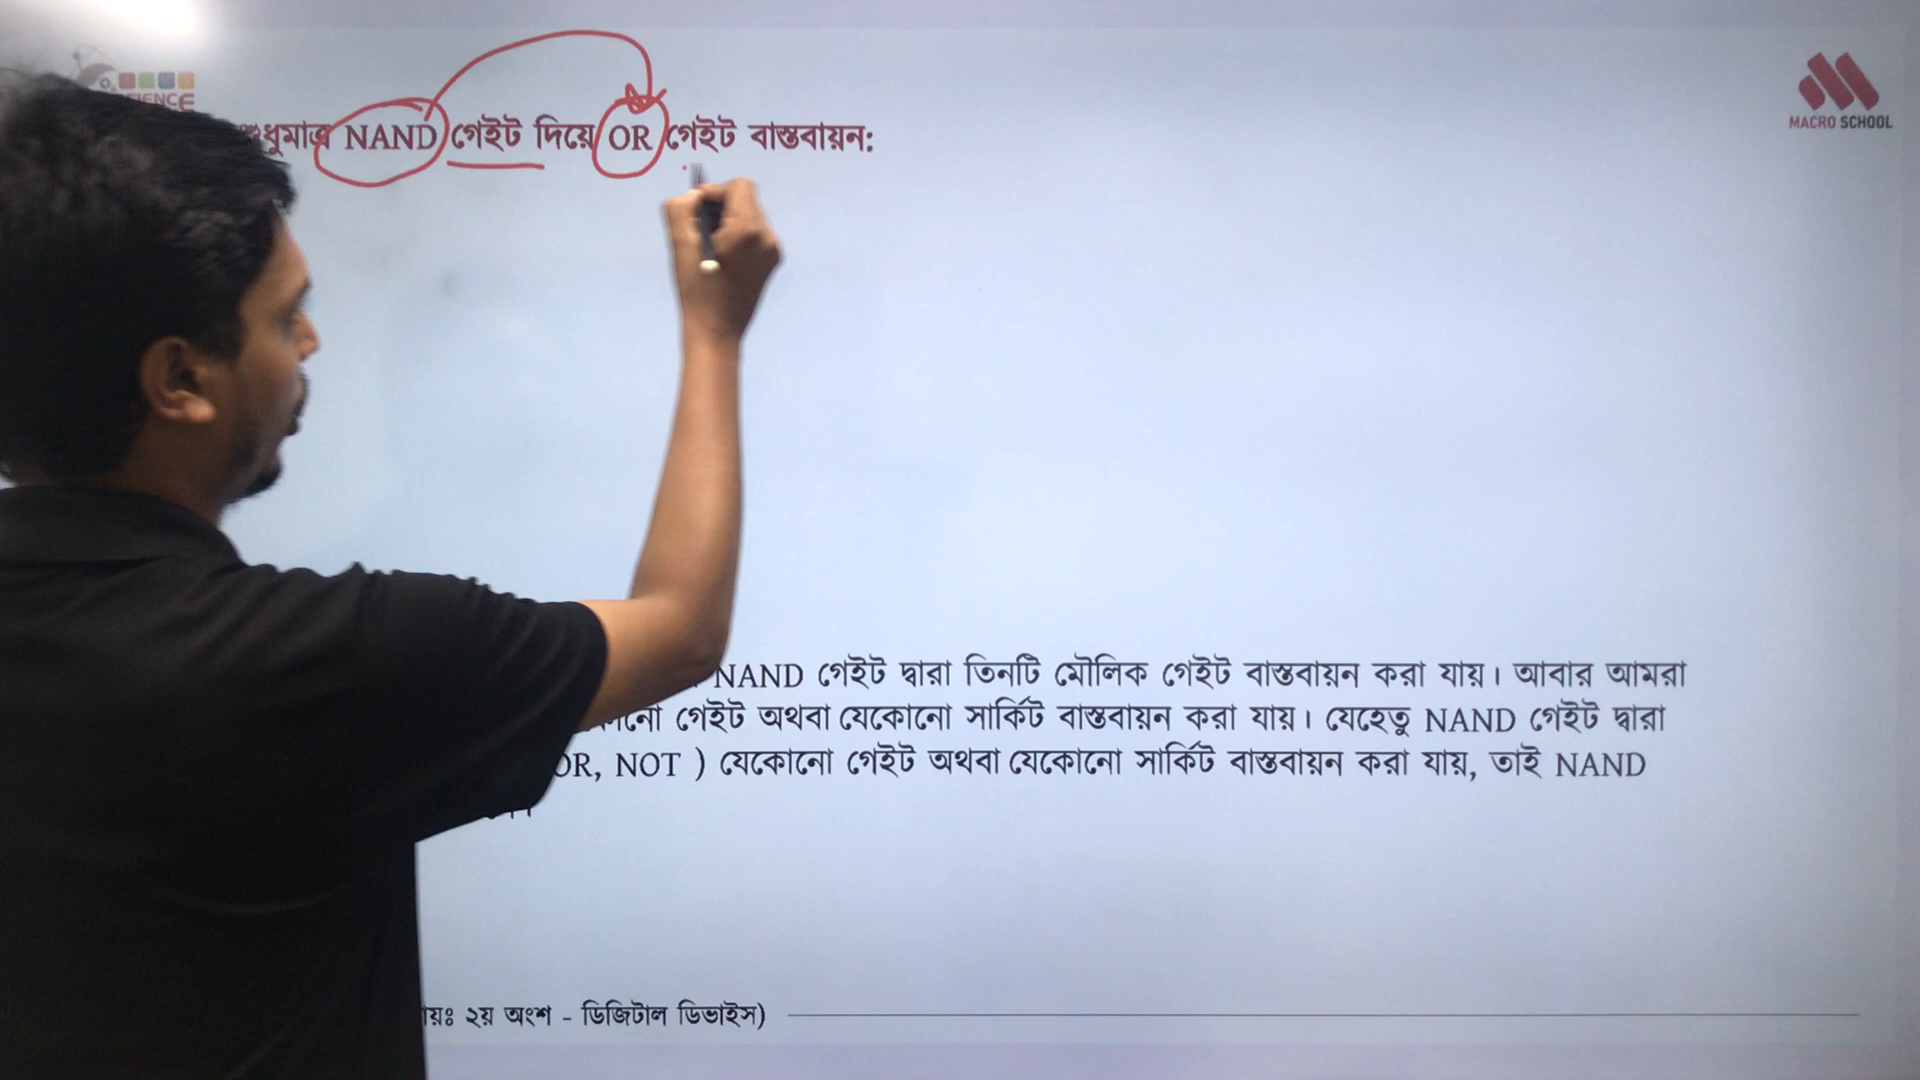 MACRO SCHOOL
NAND গেইট দিয়ে OR গেইট বাস্তবায়ন:
NAND গেইট দ্বারা তিনটি মৌলিক গেইট বাস্তবায়ন করা যায়। আবার আমরা
গেইট অথবা যেকোনো সার্কিট বাস্তবায়ন করা যায়। যেহেতু NAND গেইট দ্বারা
OR, NOT ) যেকোনো গেইট অথবা যেকোনো সার্কিট বাস্তবায়ন করা যায়, তাই NAND
২য় অংশ - ডিজিটাল ডিভাইস)